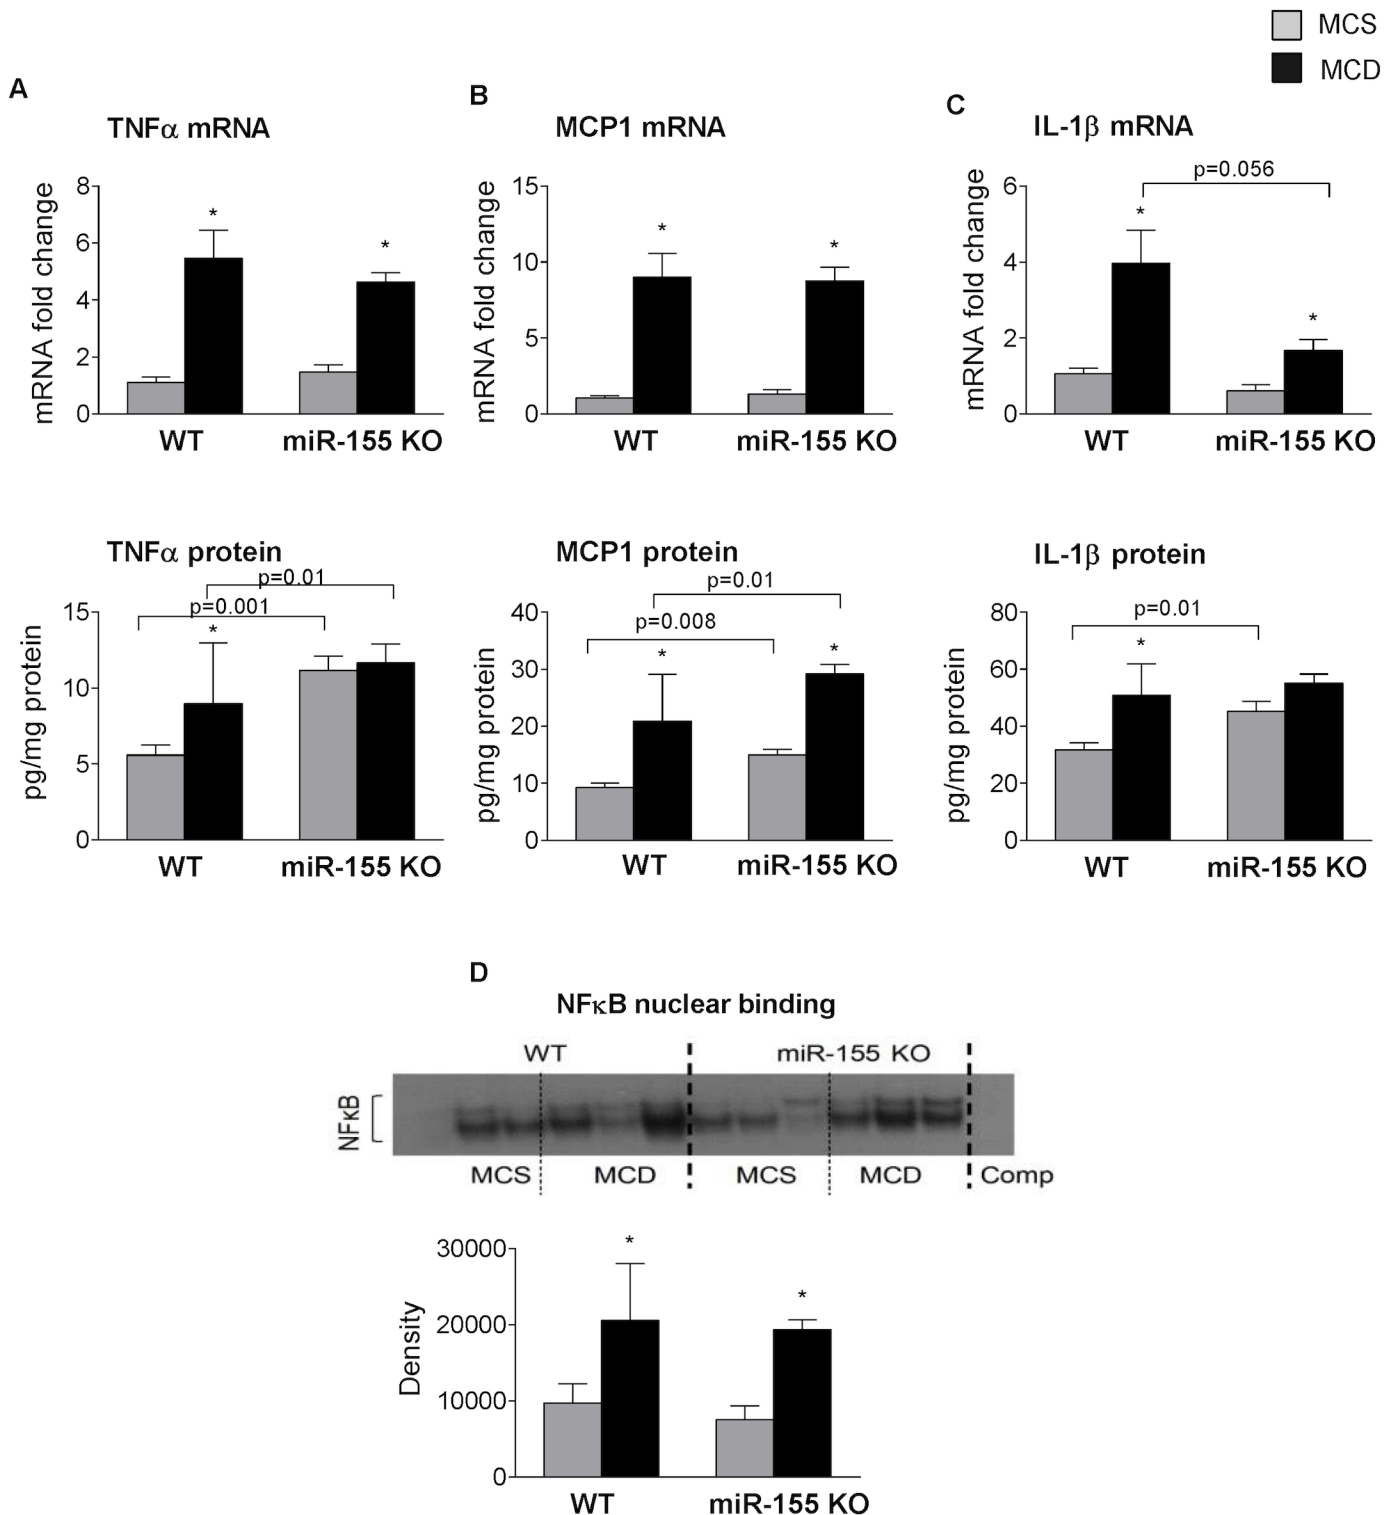 MCS
MCD
A
B
C
TNFα mRNA
MCP1 mRNA
IL-1β mRNA
p=0.056
mRNA fold change
8
6
4
2
0
*
*
WT
miR-155 KO
mRNA fold change
15
10
5
0
*
*
WT
miR-155 KO
mRNA fold change
6
4
2
0
*
*
WT
miR-155 KO
TNFα protein
p=0.01
p=0.001
pg/mg protein
15
10
5
0
*
WT
miR-155 KO
MCP1 protein
p=0.01
p=0.008
pg/mg protein
40
30
20
10
0
*
*
WT
miR-155 KO
IL-1β protein
p=0.01
pg/mg protein
80
60
40
20
0
*
WT
miR-155 KO
D
NFκB nuclear binding
WT
miR-155 KO
NFκB
MCS
MCD
MCS
MCD
Comp
Density
30000
20000
10000
0
*
*
WT
miR-155 KO